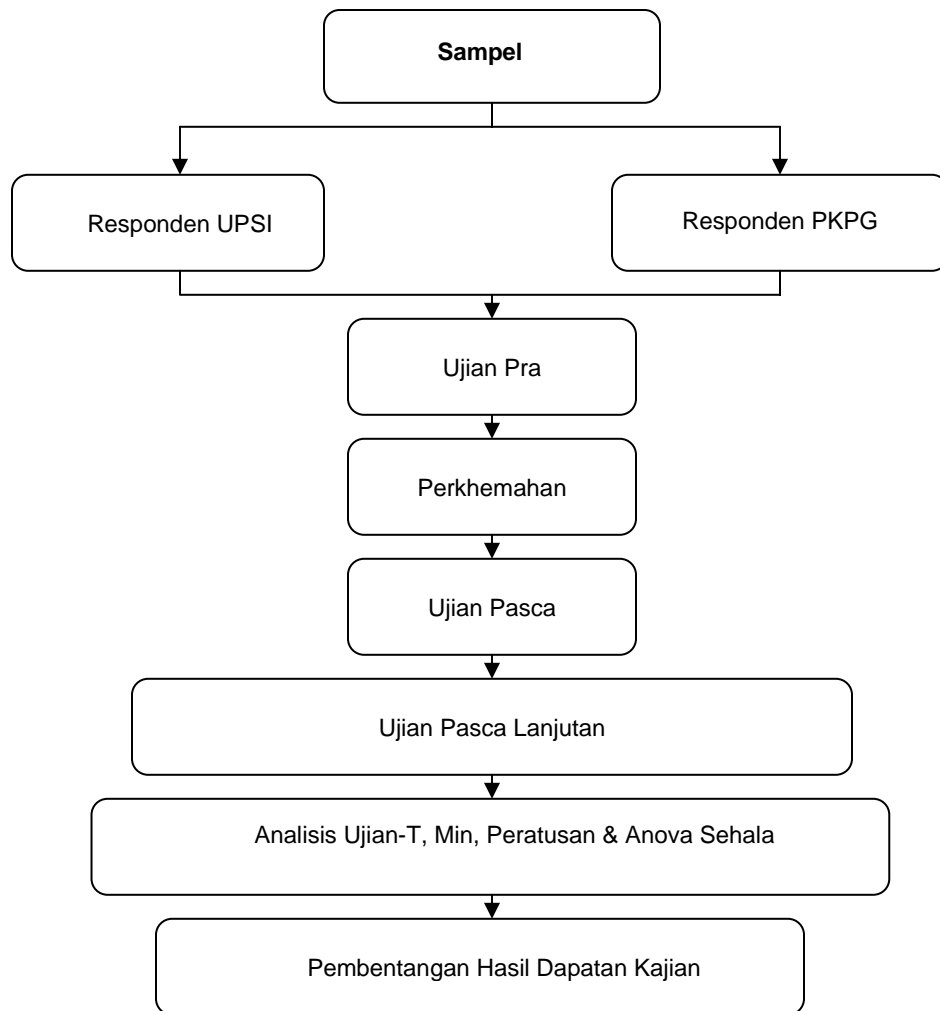 Sampel
Responden UPSI
Responden PKPG
Ujian Pra
Perkhemahan
Ujian Pasca
Ujian Pasca Lanjutan
Analisis Ujian-T, Min, Peratusan & Anova Sehala
Pembentangan Hasil Dapatan Kajian